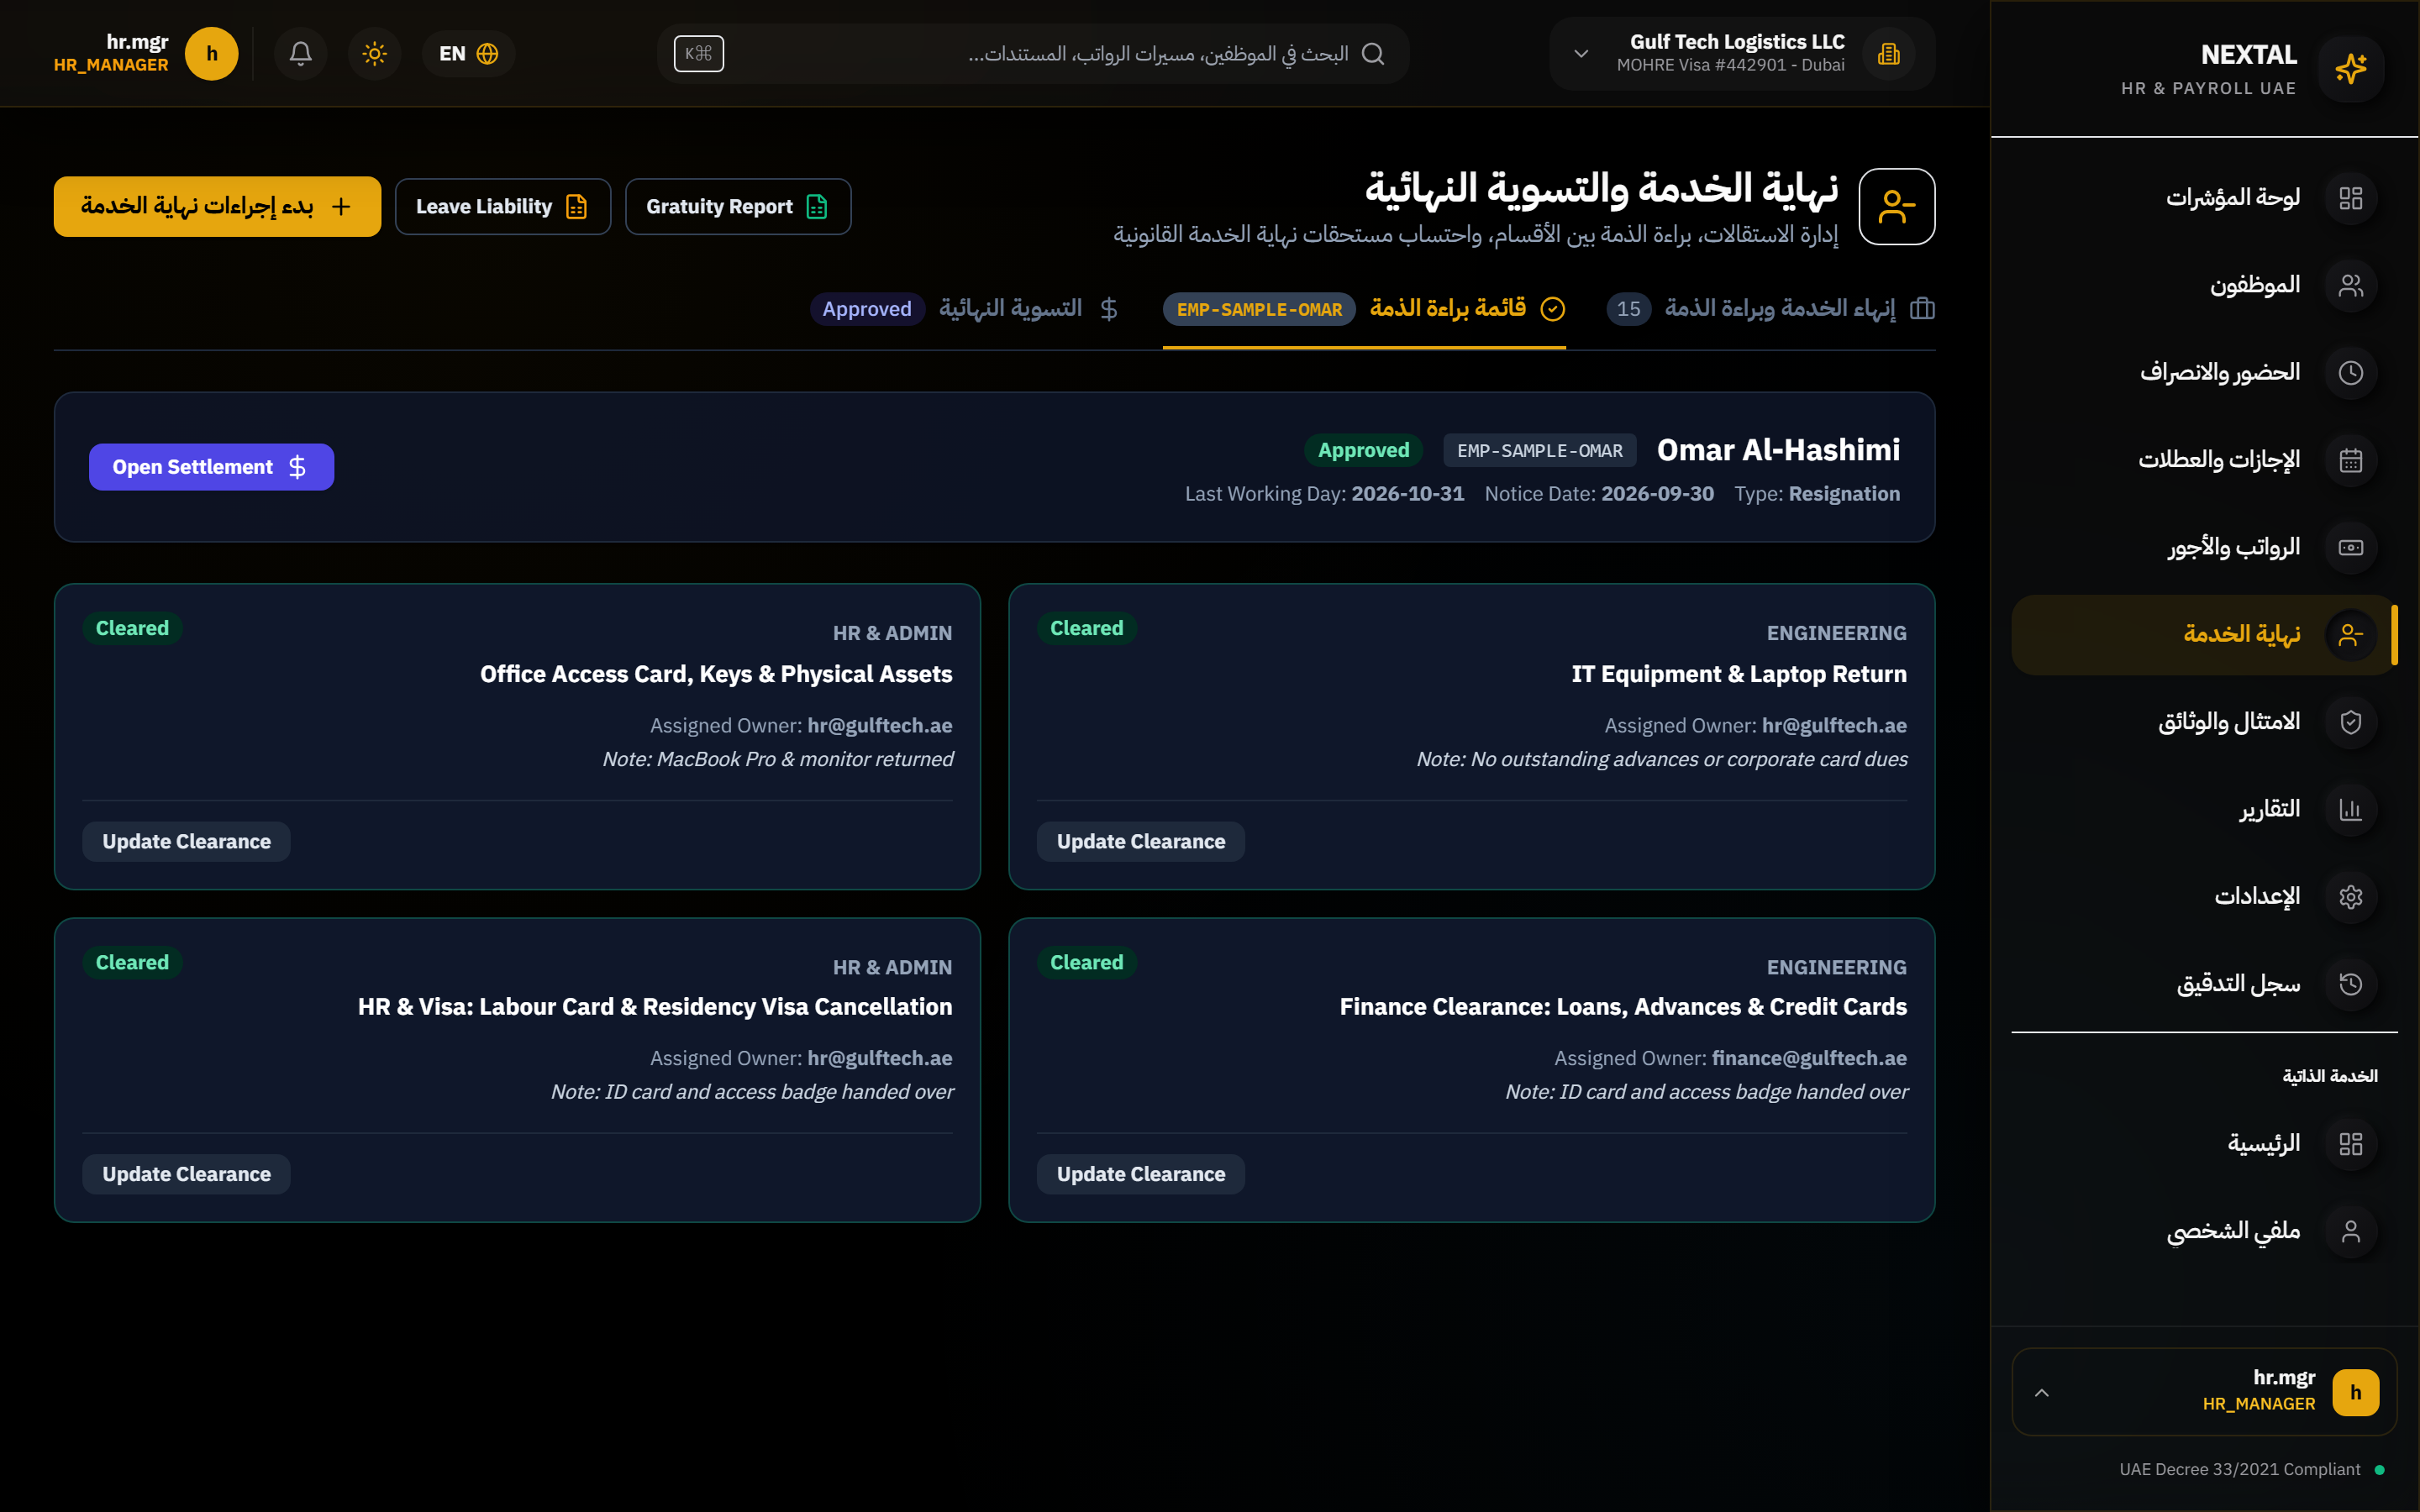 NEXTAL
HR & PAYROLL UAE
لوحة المؤشرات
الموظفون
الحضور والانصراف
الإجازات والعطلات
الرواتب والأجور
نهاية الخدمة
الامتثال والوثائق
التقارير
الإعدادات
سجل التدقيق
الخدمة الذاتية
الرئيسية
ملفي الشخصي
h
hr.mgr
HR_MANAGER
UAE Decree 33/2021 Compliant
Gulf Tech Logistics LLC
MOHRE Visa #442901 - Dubai
البحث في الموظفين، مسيرات الرواتب، المستندات...
K⌘
EN
h
hr.mgr
HR_MANAGER
نهاية الخدمة والتسوية النهائية
إدارة الاستقالات، براءة الذمة بين الأقسام، واحتساب مستحقات نهاية الخدمة القانونية
Gratuity Report
Leave Liability
بدء إجراءات نهاية الخدمة
إنهاء الخدمة وبراءة الذمة 15
قائمة براءة الذمة EMP-SAMPLE-OMAR
التسوية النهائية Approved
Omar Al-Hashimi EMP-SAMPLE-OMAR Approved
Type: Resignation
Notice Date: 2026-09-30
Last Working Day: 2026-10-31
Open Settlement
ENGINEERING
Cleared
IT Equipment & Laptop Return
Assigned Owner: hr@gulftech.ae
Note: No outstanding advances or corporate card dues
Update Clearance
HR & ADMIN
Cleared
Office Access Card, Keys & Physical Assets
Assigned Owner: hr@gulftech.ae
Note: MacBook Pro & monitor returned
Update Clearance
ENGINEERING
Cleared
Finance Clearance: Loans, Advances & Credit Cards
Assigned Owner: finance@gulftech.ae
Note: ID card and access badge handed over
Update Clearance
HR & ADMIN
Cleared
HR & Visa: Labour Card & Residency Visa Cancellation
Assigned Owner: hr@gulftech.ae
Note: ID card and access badge handed over
Update Clearance